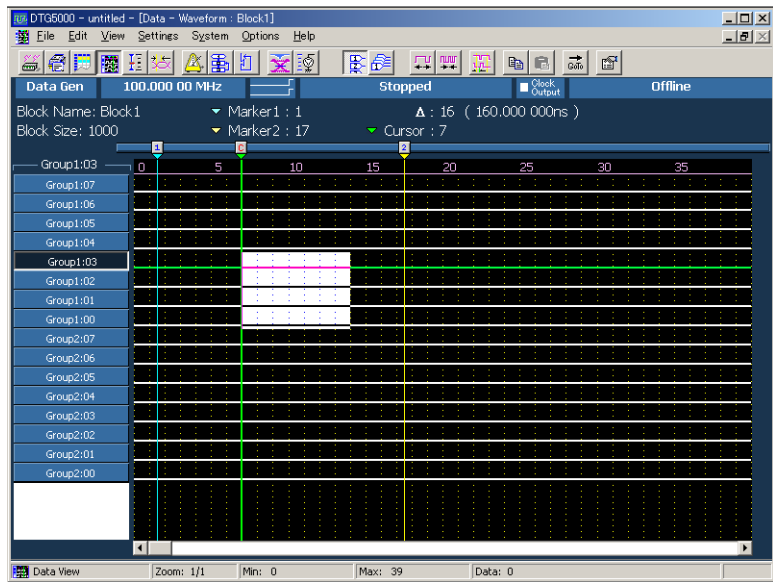 DTG5000 - untitled - [Data - Waveform : Block1]
File Edit View Settings System Options Help
GOTO
Data Gen 100.000 00 MHz Stopped Clock Output Offline
Block Name: Block1 Marker1 : 1 Δ : 16 ( 160.000 000ns )
Block Size: 1000 Marker2 : 17 Cursor : 7
1 C 2
Group1:03 0 5 10 15 20 25 30 35
Group1:07
Group1:06
Group1:05
Group1:04
Group1:03
Group1:02
Group1:01
Group1:00
Group2:07
Group2:06
Group2:05
Group2:04
Group2:03
Group2:02
Group2:01
Group2:00
Data View Zoom: 1/1 Min: 0 Max: 39 Data: 0